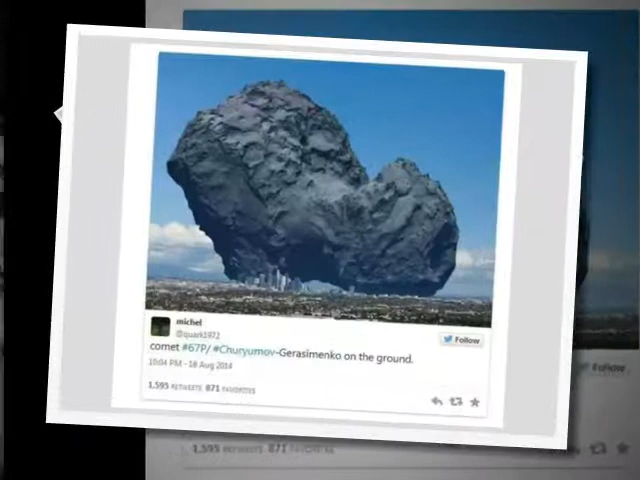 michel
@quark1972
Follow
comet #67P/ #Churyumov-Gerasimenko on the ground.
10:04 PM - 18 Aug 2014
1,595 RETWEETS 871 FAVORITES
Follow
1,595 RETWEETS 871 FAVORITES